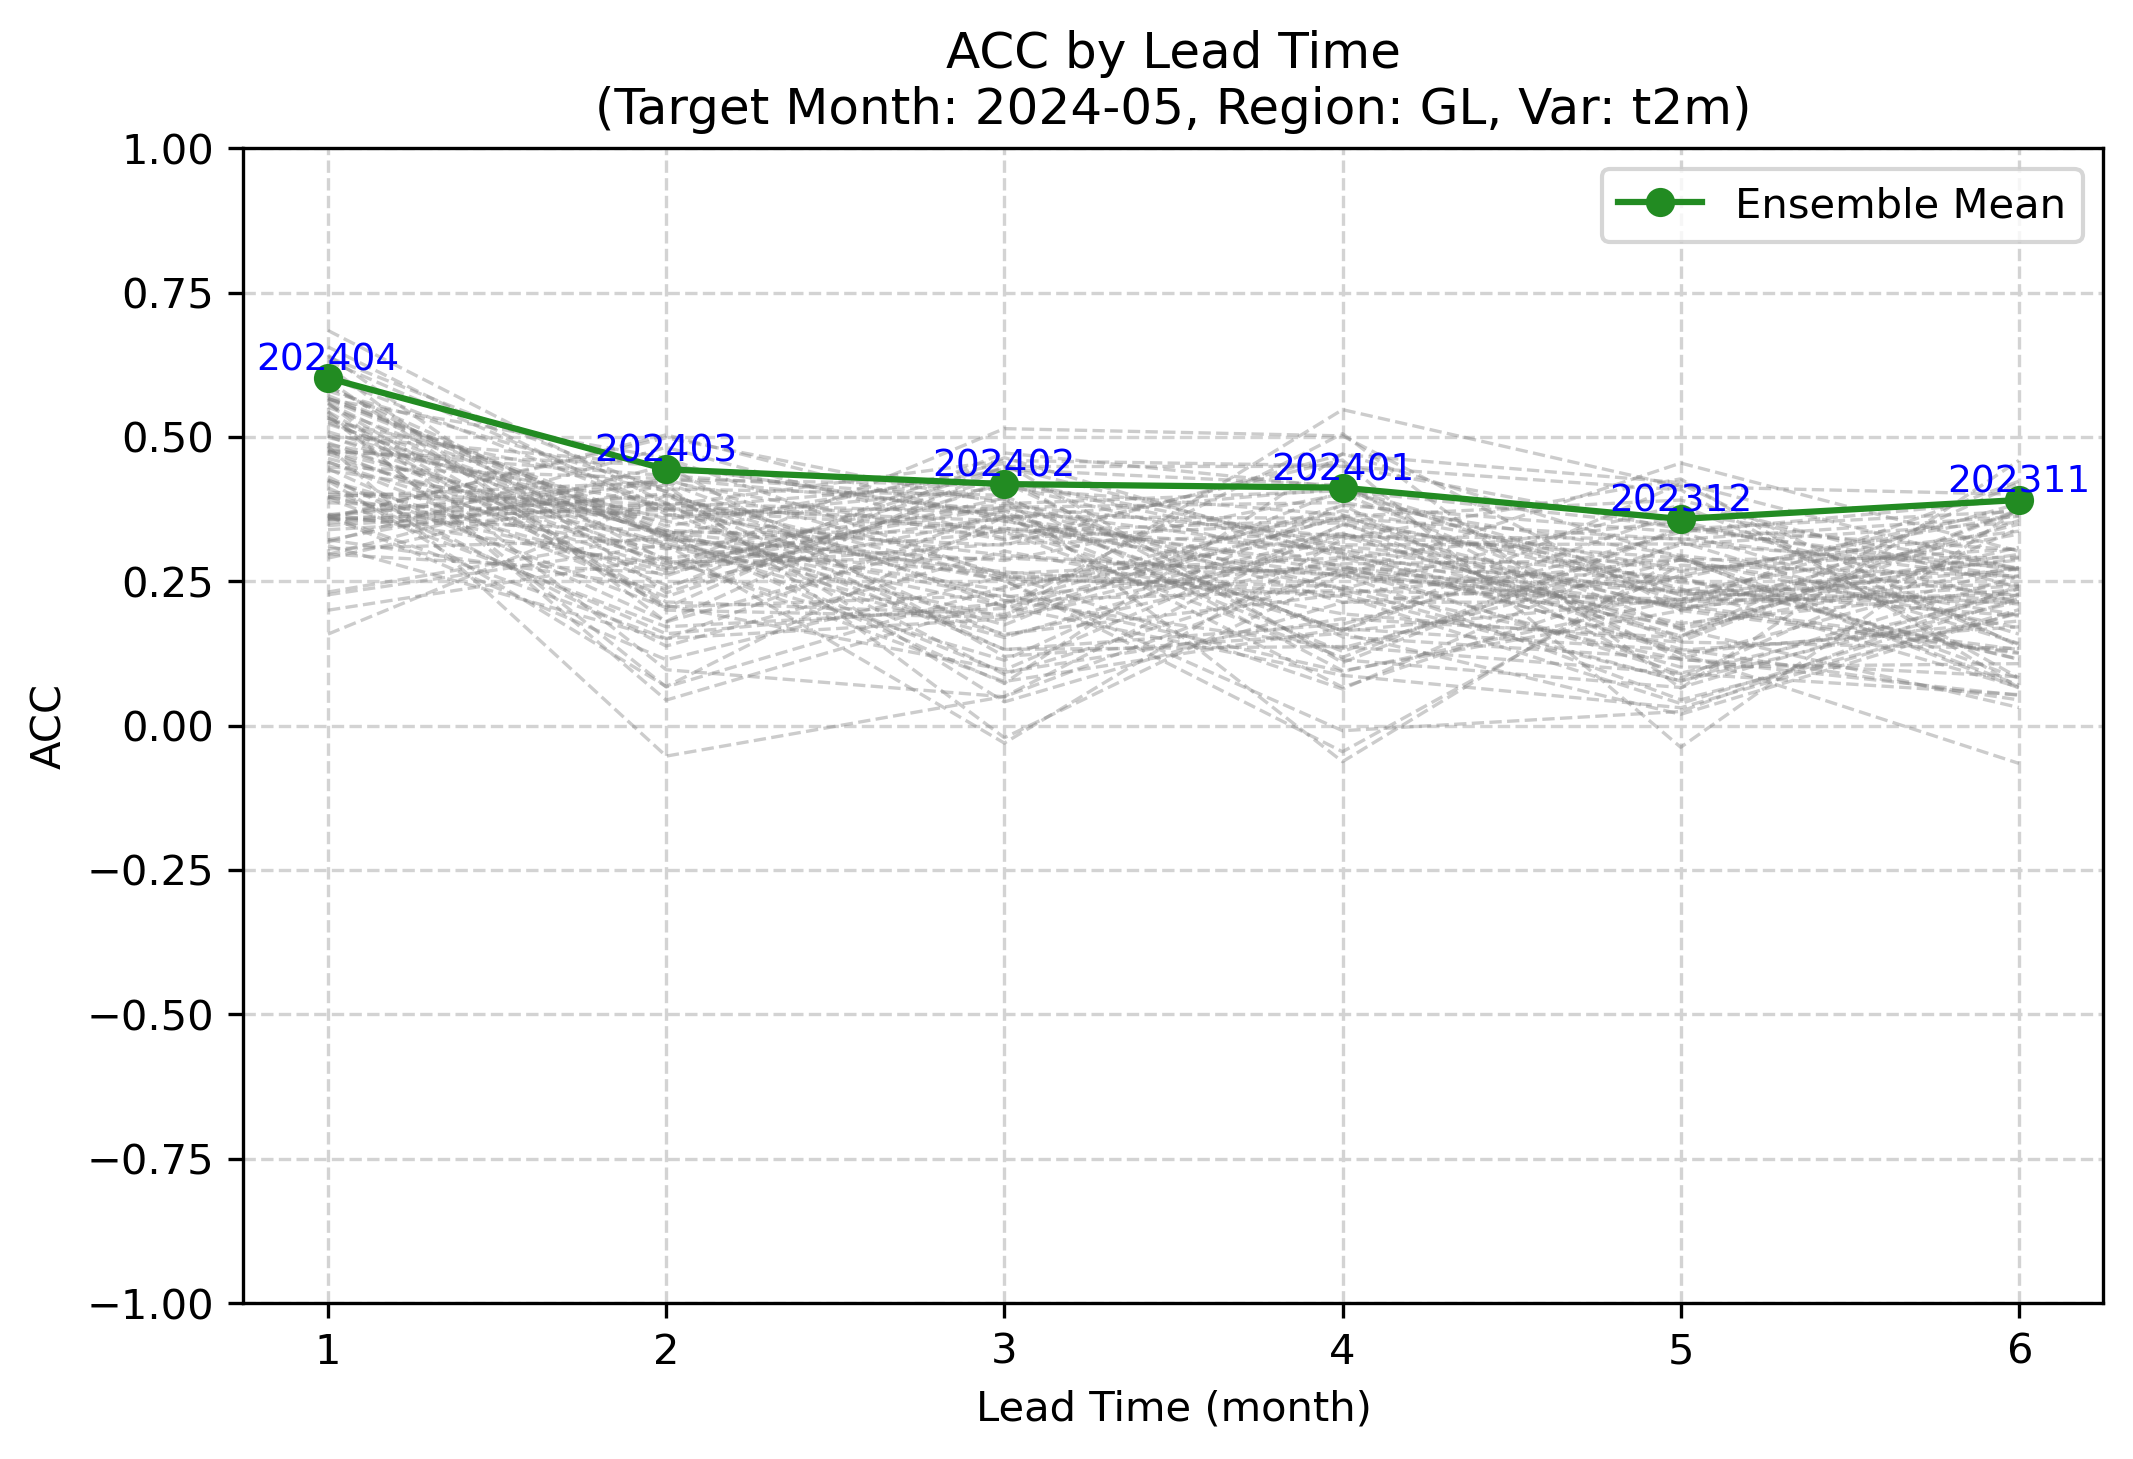 ACC by Lead Time
(Target Month: 2024-05, Region: GL, Var: t2m)
Ensemble Mean
1.00
0.75
0.50
0.25
0.00
−0.25
−0.50
−0.75
−1.00
ACC
202404
202403
202402
202401
202312
202311
1 2 3 4 5 6
Lead Time (month)